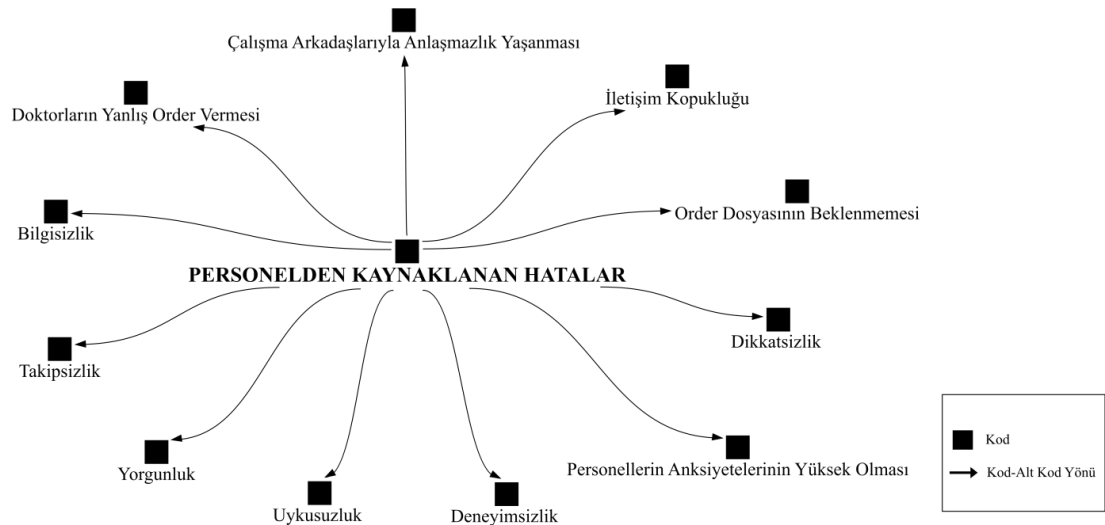 Çalışma Arkadaşlarıyla Anlaşmazlık Yaşanması
İletişim Kopukluğu
Doktorların Yanlış Order Vermesi
Order Dosyasının Beklenmemesi
Bilgisizlik
PERSONELDEN KAYNAKLANAN HATALAR
Dikkatsizlik
Takipsizlik
Personellerin Anksiyetelerinin Yüksek Olması
Yorgunluk
Uykusuzluk
Deneyimsizlik
Kod
Kod-Alt Kod Yönü